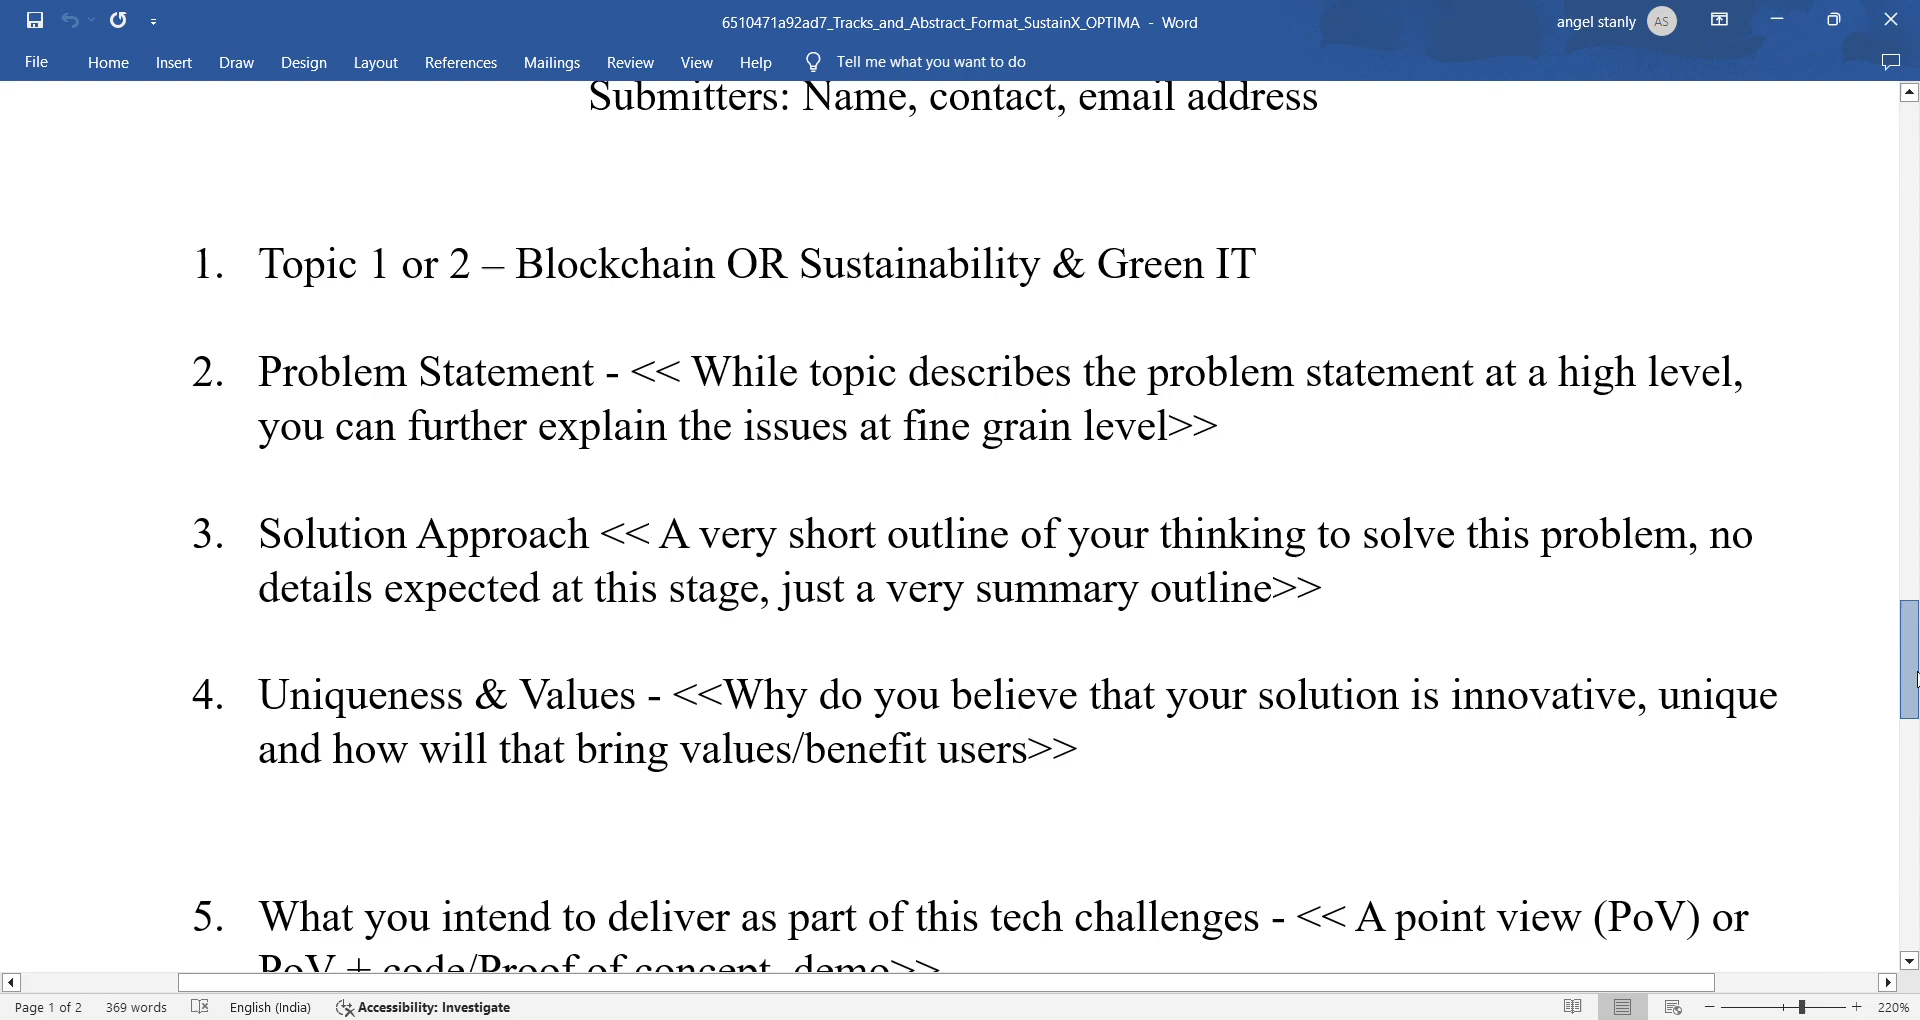 6510471a92ad7_Tracks_and_Abstract_Format_SustainX_OPTIMA - Word
angel stanly AS
File Home Insert Draw Design Layout References Mailings Review View Help Tell me what you want to do
Submitters: Name, contact, email address
1. Topic 1 or 2 – Blockchain OR Sustainability & Green IT
2. Problem Statement - << While topic describes the problem statement at a high level,
you can further explain the issues at fine grain level>>
3. Solution Approach << A very short outline of your thinking to solve this problem, no
details expected at this stage, just a very summary outline>>
4. Uniqueness & Values - <<Why do you believe that your solution is innovative, unique
and how will that bring values/benefit users>>
5. What you intend to deliver as part of this tech challenges - << A point view (PoV) or
PoV + code/Proof of concept, demo>>
Page 1 of 2 369 words English (India) Accessibility: Investigate 220%